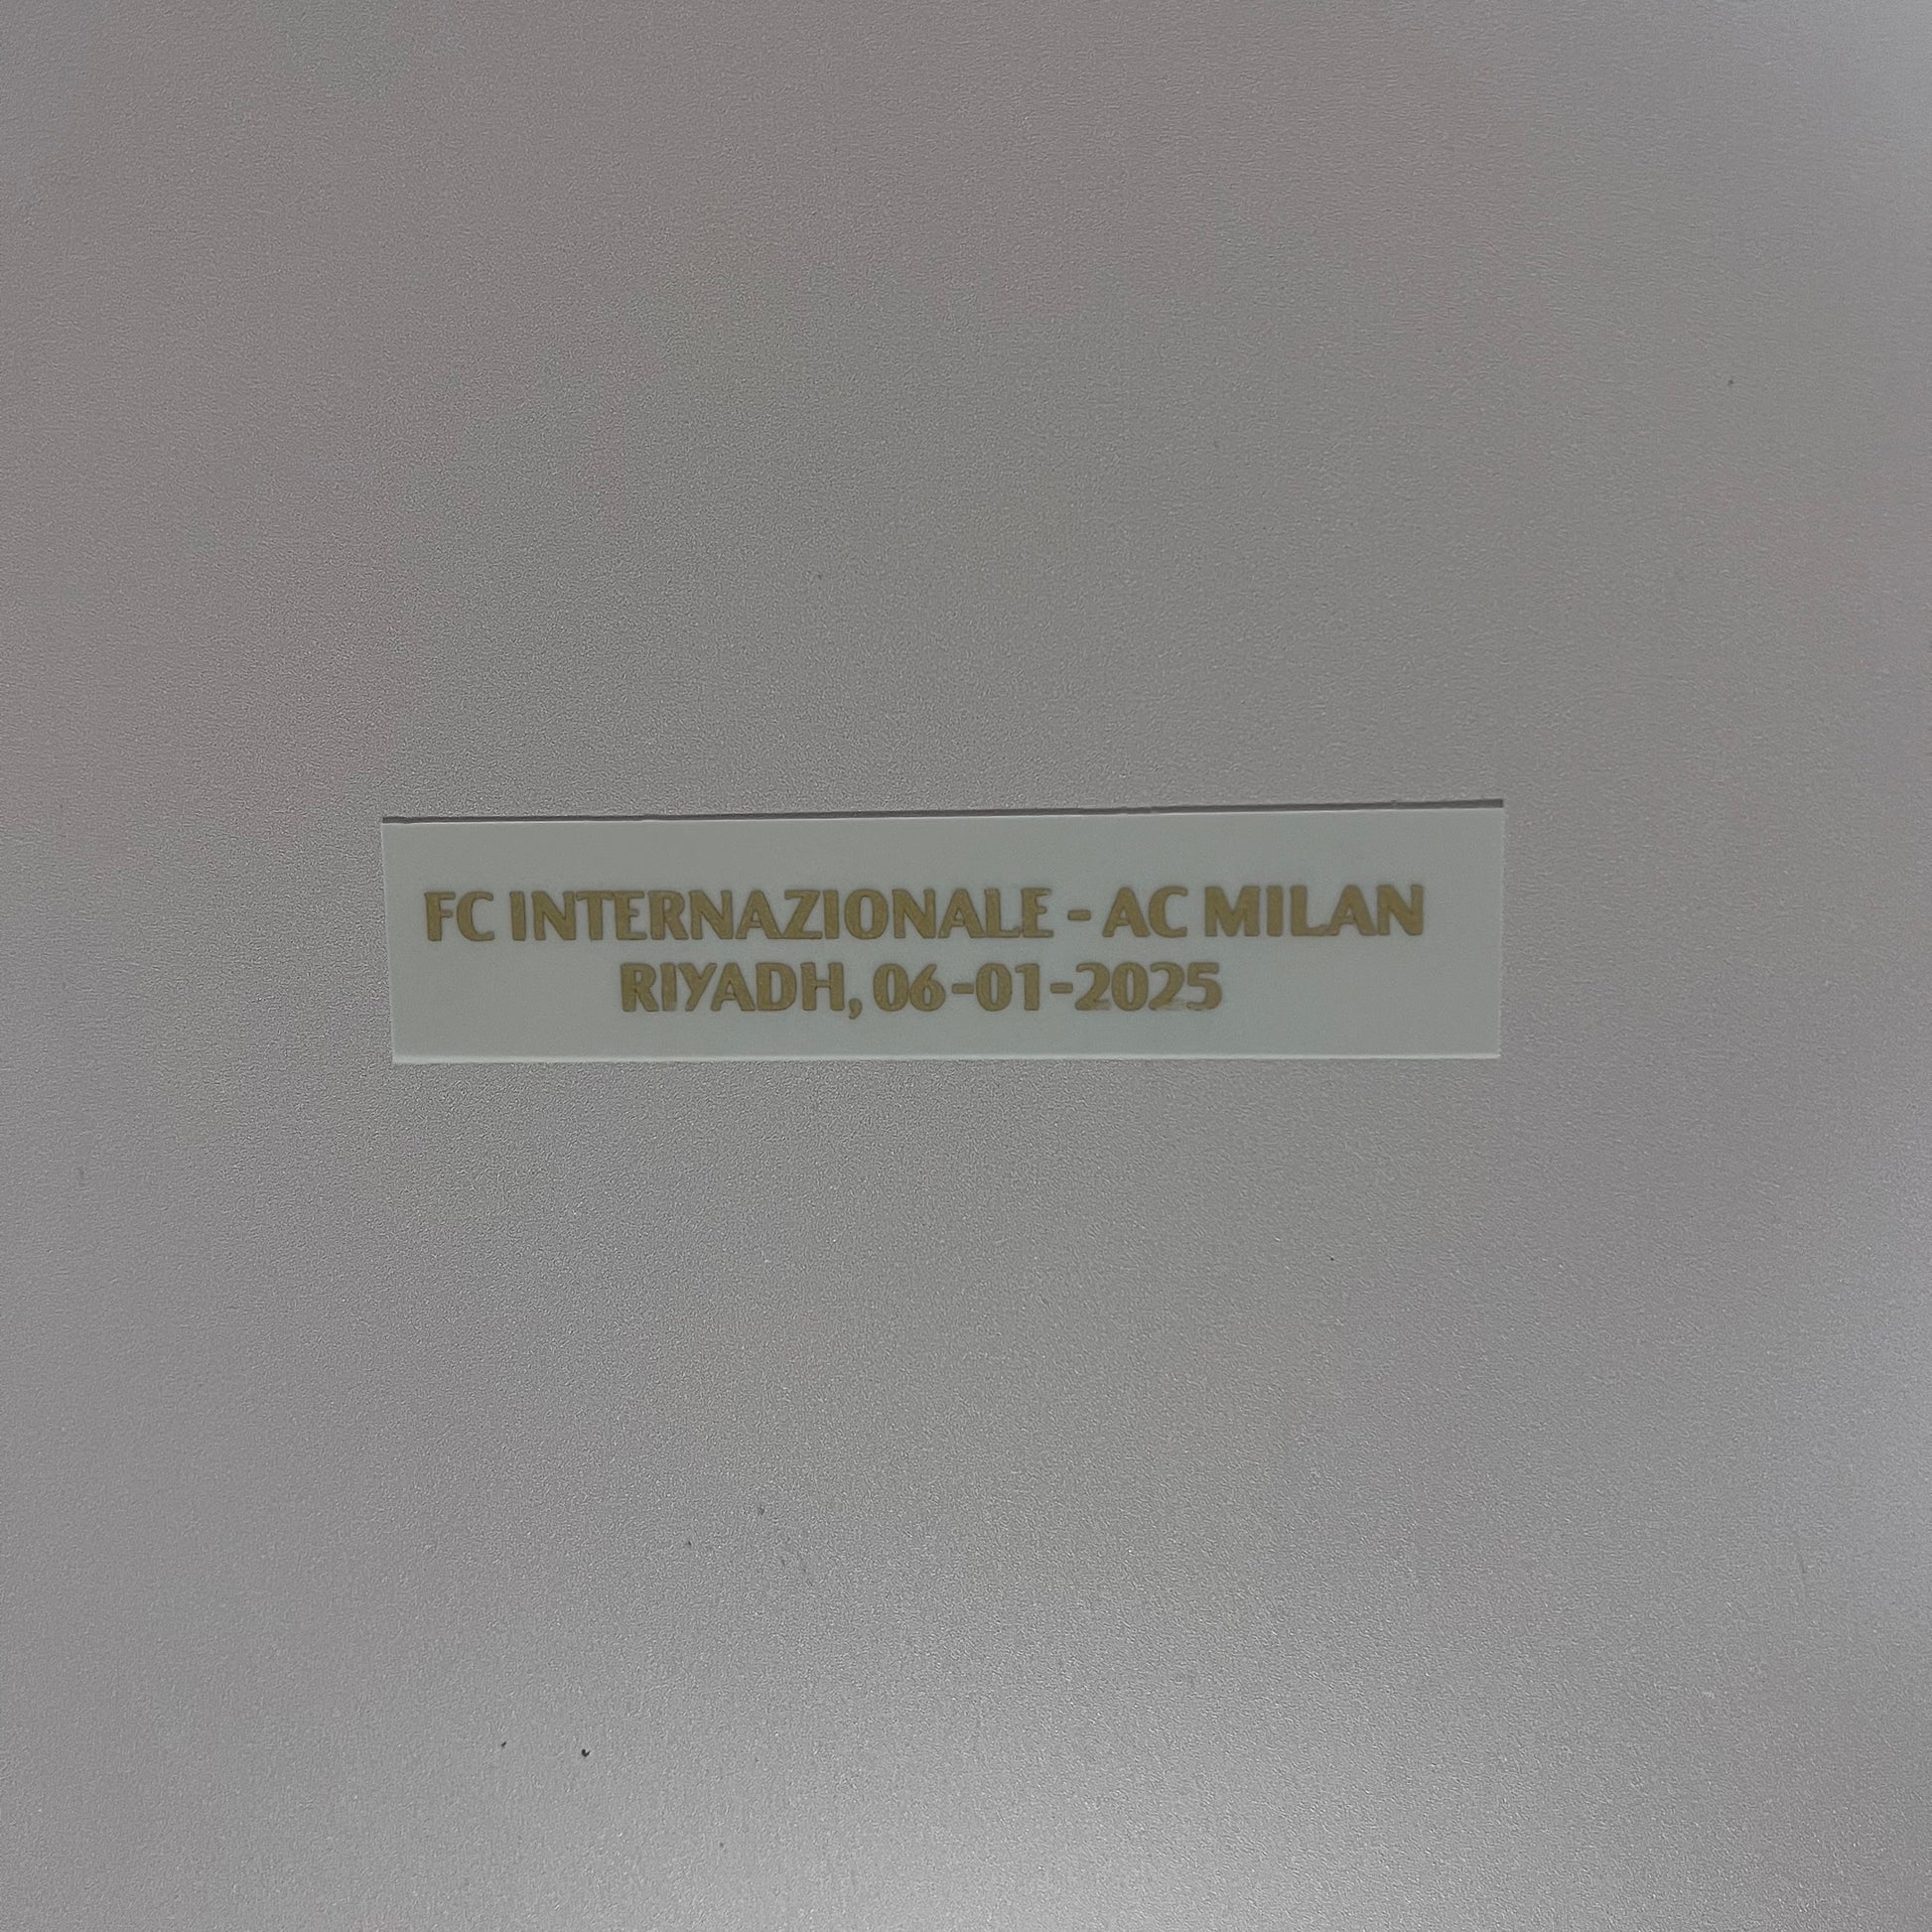 FC INTERNAZIONALE - AC MILAN
RIYADH, 06-01-2025